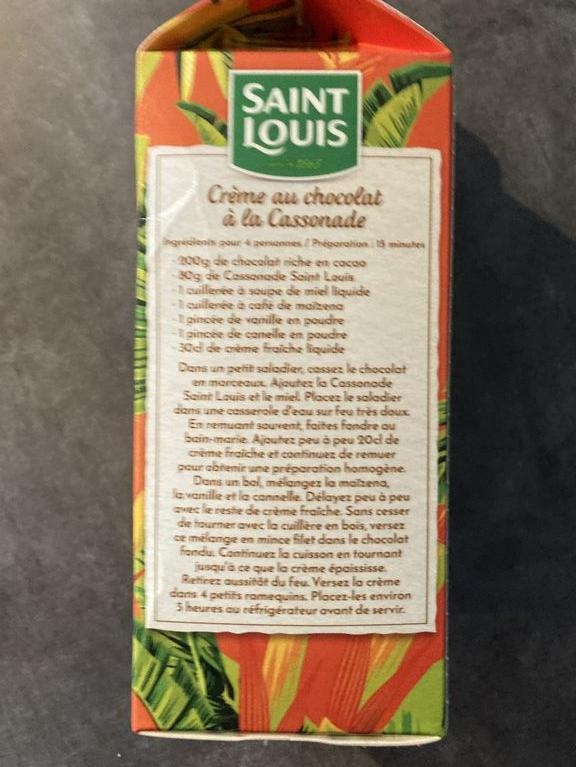 SAINT
LOUIS
Crème au chocolat
à la Cassonade
Ingrédients pour 4 personnes / Préparation : 15 minutes
- 200g de chocolat riche en cacao
- 80g de Cassonade Saint Louis
- 1 cuillerée à soupe de miel liquide
- 1 cuillerée à café de maïzena
- 1 pincée de vanille en poudre
- 1 pincée de canelle en poudre
- 30cl de crème fraîche liquide
Dans un petit saladier, cassez le chocolat
en morceaux. Ajoutez la Cassonade
Saint Louis et le miel. Placez le saladier
dans une casserole d'eau sur feu très doux.
En remuant souvent, faites fondre au
bain-marie. Ajoutez peu à peu 20cl de
crème fraîche et continuez de remuer
pour obtenir une préparation homogène.
Dans un bol, mélangez la maïzena,
la vanille et la cannelle. Délayez peu à peu
avec le reste de crème fraîche. Sans cesser
de tourner avec la cuillère en bois, versez
ce mélange en mince filet dans le chocolat
fondu. Continuez la cuisson en tournant
jusqu'à ce que la crème épaississe.
Retirez aussitôt du feu. Versez la crème
dans 4 petits ramequins. Placez-les environ
5 heures au réfrigérateur avant de servir.